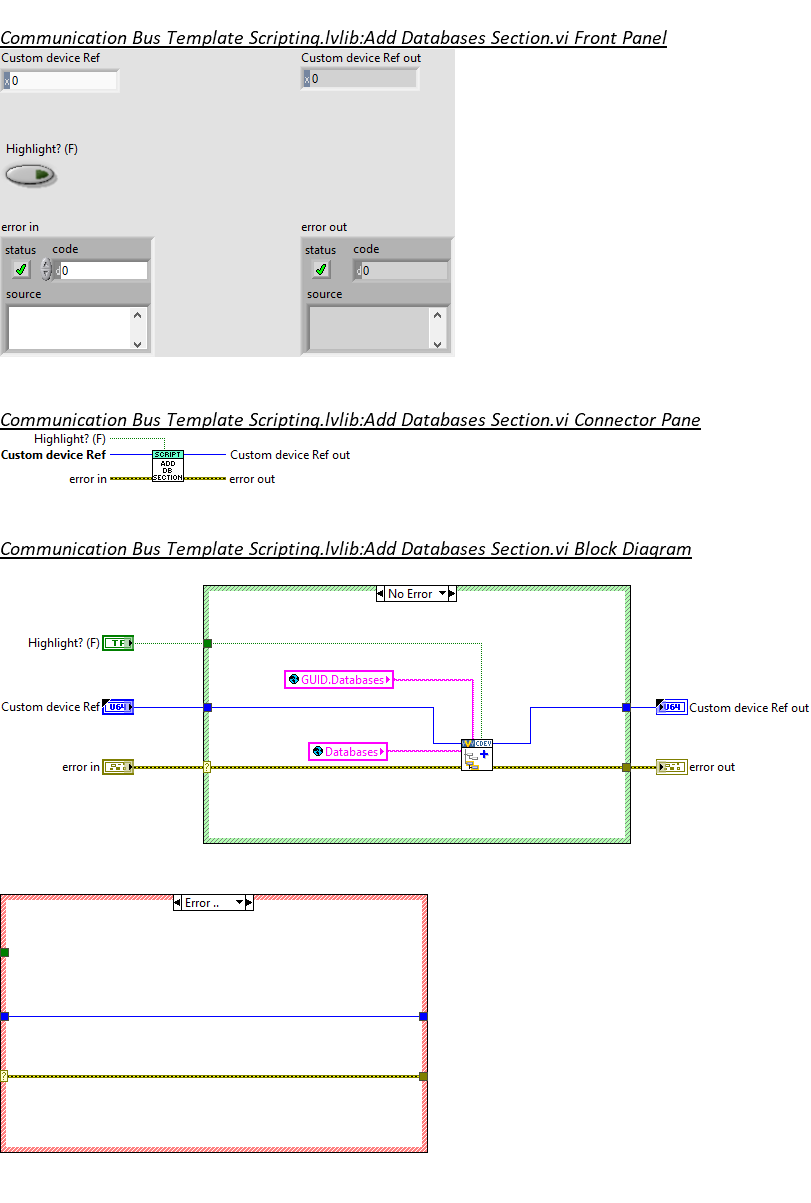 Communication Bus Template Scripting.lvlib:Add Databases Section.vi Front Panel
Custom device Ref
Custom device Ref out
x 0
x 0
Highlight? (F)
error in
error out
status code
status code
d 0
d 0
source
source
Communication Bus Template Scripting.lvlib:Add Databases Section.vi Connector Pane
Highlight? (F)
Custom device Ref
SCRIPT
ADD
DB
SECTION
Custom device Ref out
error in
error out
Communication Bus Template Scripting.lvlib:Add Databases Section.vi Block Diagram
No Error
Highlight? (F)
TF
GUID.Databases
Custom device Ref
U64
U64
Custom device Ref out
CDEV
Databases
error in
?
error out
Error ..
?